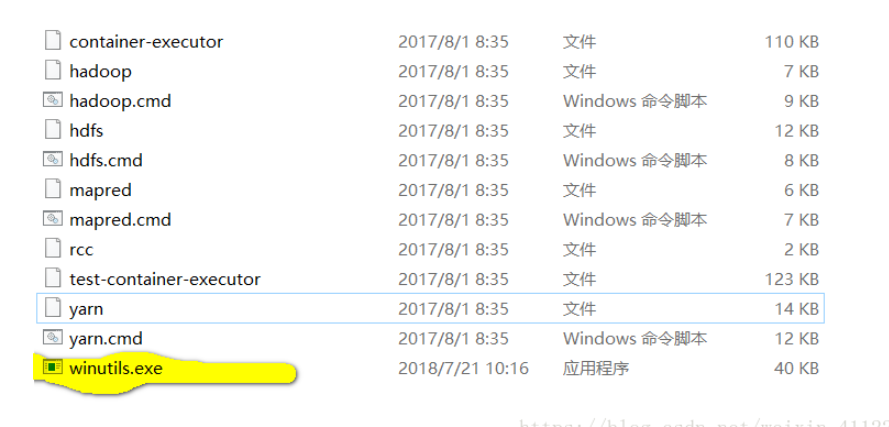 container-executor 2017/8/1 8:35 文件 110 KB
hadoop 2017/8/1 8:35 文件 7 KB
hadoop.cmd 2017/8/1 8:35 Windows 命令脚本 9 KB
hdfs 2017/8/1 8:35 文件 12 KB
hdfs.cmd 2017/8/1 8:35 Windows 命令脚本 8 KB
mapred 2017/8/1 8:35 文件 6 KB
mapred.cmd 2017/8/1 8:35 Windows 命令脚本 7 KB
rcc 2017/8/1 8:35 文件 2 KB
test-container-executor 2017/8/1 8:35 文件 123 KB
yarn 2017/8/1 8:35 文件 14 KB
yarn.cmd 2017/8/1 8:35 Windows 命令脚本 12 KB
winutils.exe 2018/7/21 10:16 应用程序 40 KB